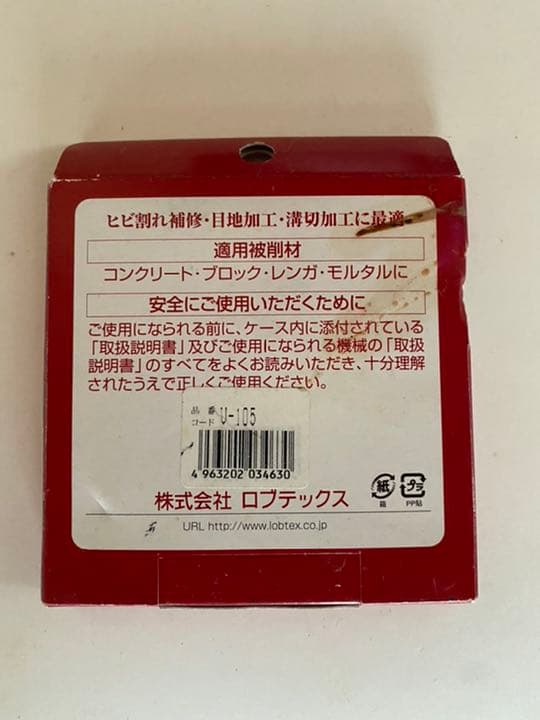 ヒビ割れ補修・目地加工・溝切加工に最適
適用被削材
コンクリート・ブロック・レンガ・モルタルに
安全にご使用いただくために
ご使用になられる前に、ケース内に添付されている
「取扱説明書」及びご使用になられる機械の「取扱
説明書」のすべてをよくお読みいただき、十分理解
されたうえで正しくご使用ください。
品番
コード U-105
4 963202 034630
株式会社 ロブテックス
紙
箱
プラ
PP貼
URL http://www.lobtex.co.jp